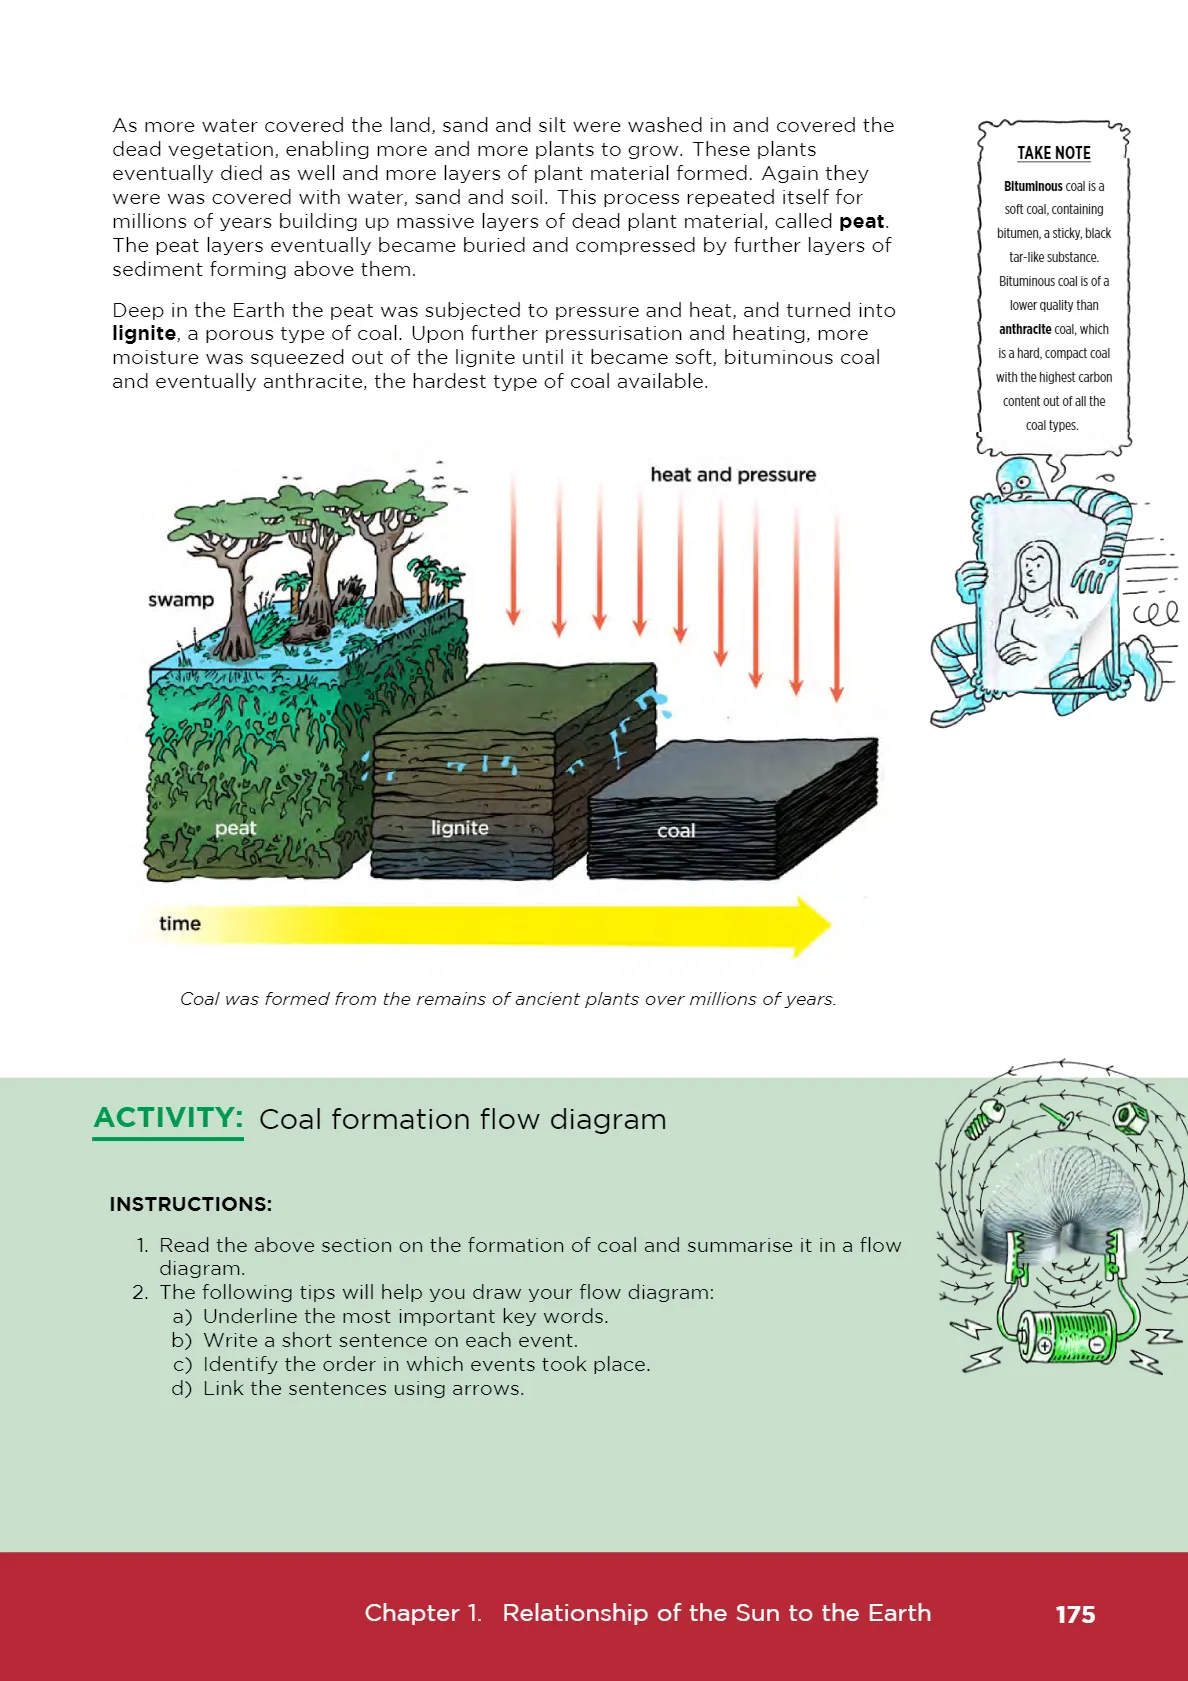 As more water covered the land, sand and silt were washed in and covered the
dead vegetation, enabling more and more plants to grow. These plants
eventually died as well and more layers of plant material formed. Again they
were was covered with water, sand and soil. This process repeated itself for
millions of years building up massive layers of dead plant material, called peat.
The peat layers eventually became buried and compressed by further layers of
sediment forming above them.
Deep in the Earth the peat was subjected to pressure and heat, and turned into
lignite, a porous type of coal. Upon further pressurisation and heating, more
moisture was squeezed out of the lignite until it became soft, bituminous coal
and eventually anthracite, the hardest type of coal available.
TAKE NOTE
Bituminous coal is a
soft coal, containing
bitumen, a sticky, black
tar-like substance.
Bituminous coal is of a
lower quality than
anthracite coal, which
is a hard, compact coal
with the highest carbon
content out of all the
coal types.
heat and pressure
swamp
peat
lignite
coal
time
Coal was formed from the remains of ancient plants over millions of years.
ACTIVITY: Coal formation flow diagram
INSTRUCTIONS:
1. Read the above section on the formation of coal and summarise it in a flow
diagram.
2. The following tips will help you draw your flow diagram:
a) Underline the most important key words.
b) Write a short sentence on each event.
c) Identify the order in which events took place.
d) Link the sentences using arrows.
+ −
Chapter 1. Relationship of the Sun to the Earth 175